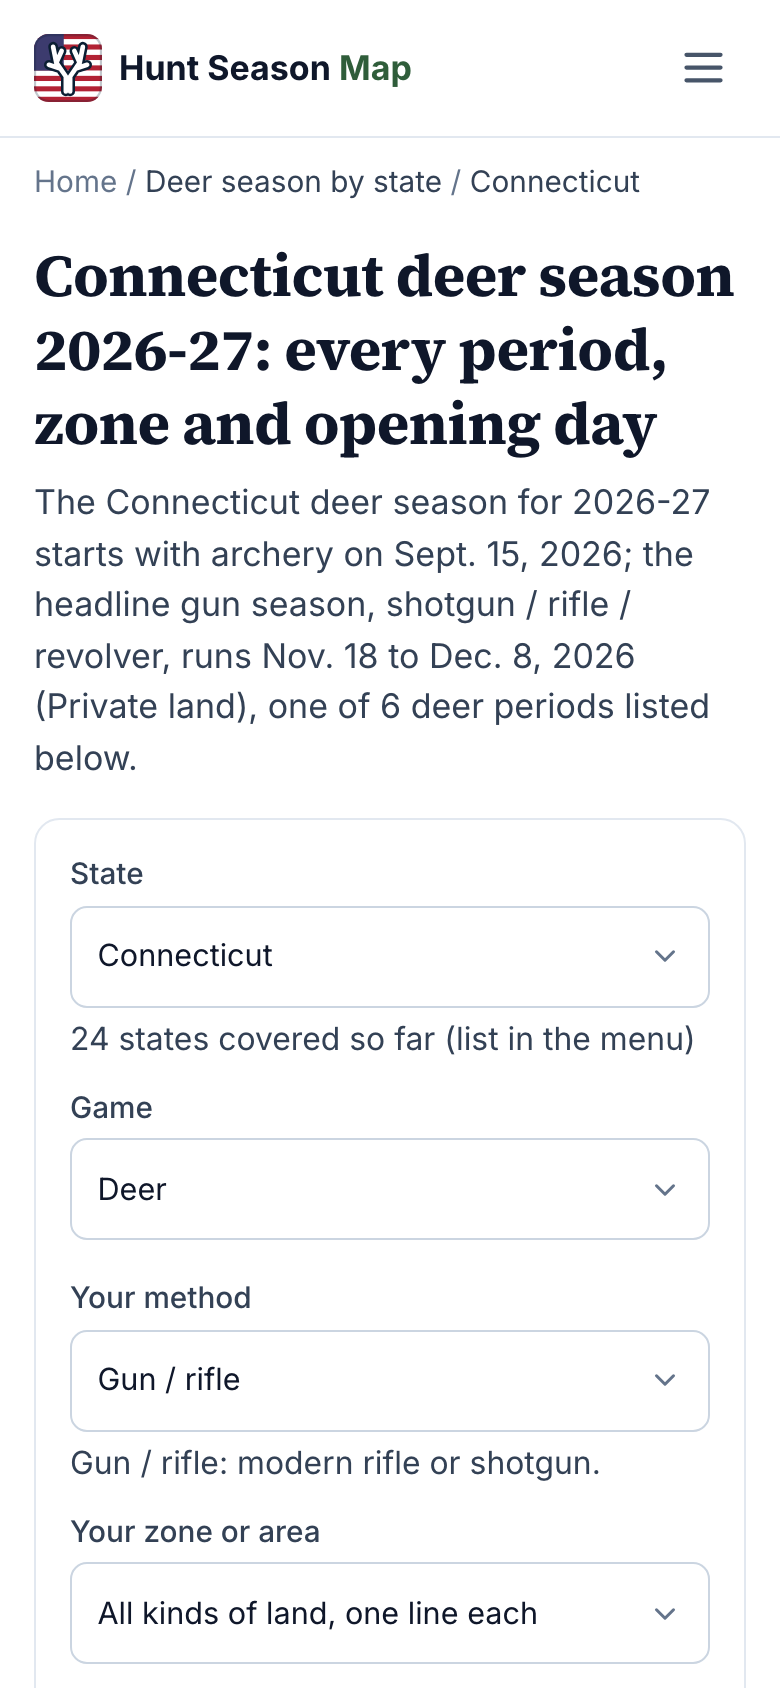 Hunt Season Map
Home / Deer season by state / Connecticut
Connecticut deer season
2026-27: every period,
zone and opening day
The Connecticut deer season for 2026-27
starts with archery on Sept. 15, 2026; the
headline gun season, shotgun / rifle /
revolver, runs Nov. 18 to Dec. 8, 2026
(Private land), one of 6 deer periods listed
below.
State
Connecticut
24 states covered so far (list in the menu)
Game
Deer
Your method
Gun / rifle
Gun / rifle: modern rifle or shotgun.
Your zone or area
All kinds of land, one line each